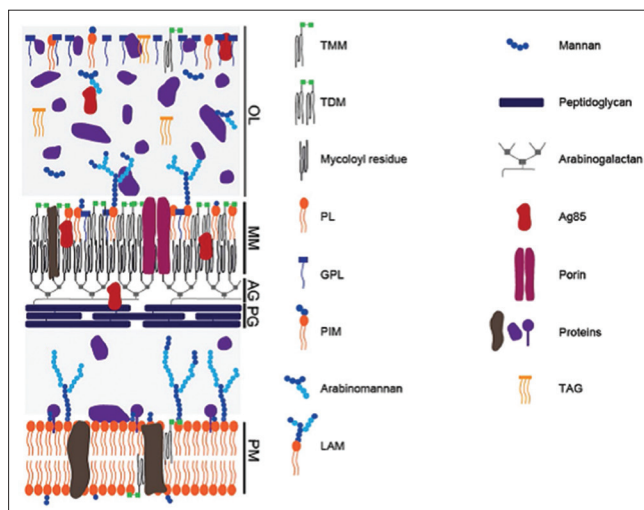 OL
MM
AG
PG
PM
TMM
TDM
Mycoloyl residue
PL
GPL
PIM
Arabinomannan
LAM
Mannan
Peptidoglycan
Arabinogalactan
Ag85
Porin
Proteins
TAG